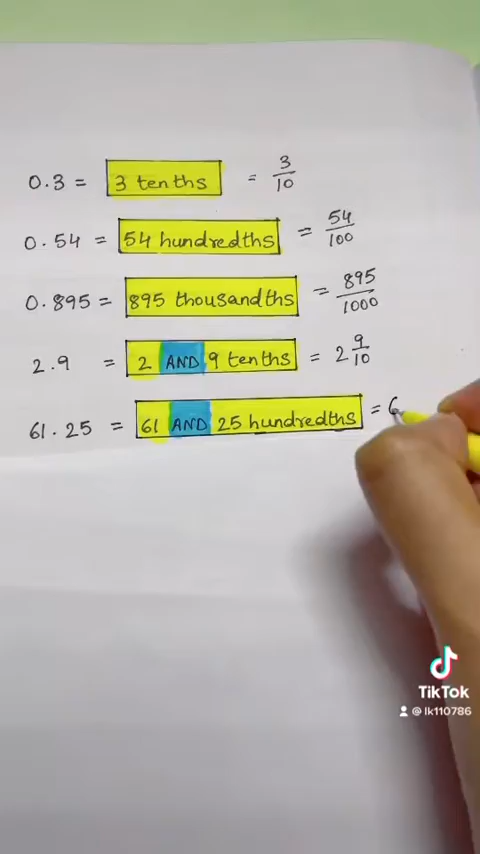 0.3 = 3 tenths = 3/10
0.54 = 54 hundredths = 54/100
0.895 = 895 thousandths = 895/1000
2.9 = 2 AND 9 tenths = 2 9/10
61.25 = 61 AND 25 hundredths = 6
TikTok
@lk110786